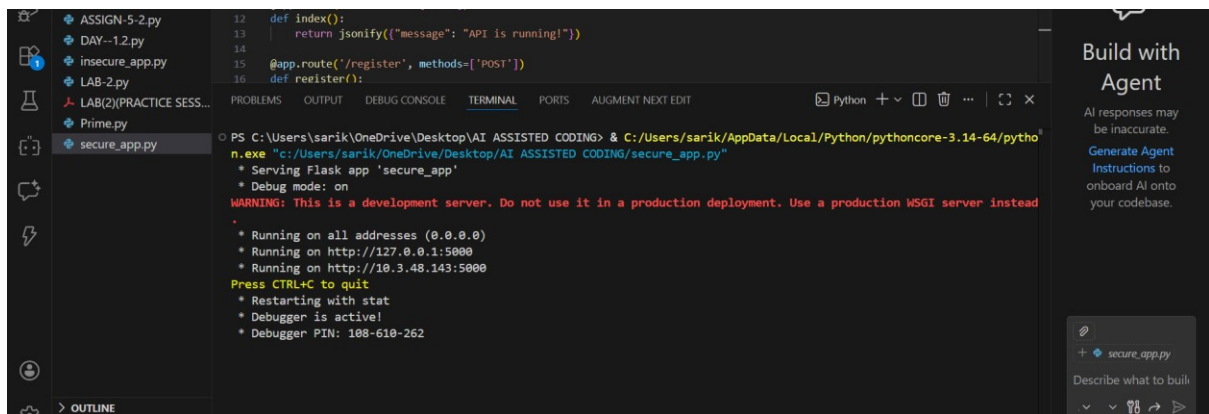 ASSIGN-5-2.py
DAY--1.2.py
insecure_app.py
LAB-2.py
LAB(2)(PRACTICE SESS...
Prime.py
secure_app.py
1
> OUTLINE
12 def index():
13 return jsonify({"message": "API is running!"})
14
15 @app.route('/register', methods=['POST'])
16 def register():
PROBLEMS OUTPUT DEBUG CONSOLE TERMINAL PORTS AUGMENT NEXT EDIT Python
PS C:\Users\sarik\OneDrive\Desktop\AI ASSISTED CODING> & C:/Users/sarik/AppData/Local/Python/pythoncore-3.14-64/pytho
n.exe "c:/Users/sarik/OneDrive/Desktop/AI ASSISTED CODING/secure_app.py"
* Serving Flask app 'secure_app'
* Debug mode: on
WARNING: This is a development server. Do not use it in a production deployment. Use a production WSGI server instead
.
* Running on all addresses (0.0.0.0)
* Running on http://127.0.0.1:5000
* Running on http://10.3.48.143:5000
Press CTRL+C to quit
* Restarting with stat
* Debugger is active!
* Debugger PIN: 108-610-262
Build with
Agent
AI responses may
be inaccurate.
Generate Agent
Instructions to
onboard AI onto
your codebase.
+ secure_app.py
Describe what to buil